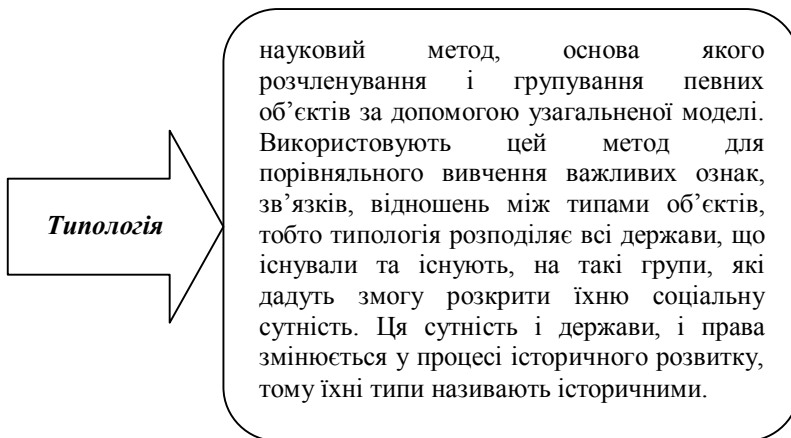 Типологія
науковий метод, основа якого
розчленування і групування певних
об’єктів за допомогою узагальненої моделі.
Використовують цей метод для
порівняльного вивчення важливих ознак,
зв’язків, відношень між типами об’єктів,
тобто типологія розподіляє всі держави, що
існували та існують, на такі групи, які
дадуть змогу розкрити їхню соціальну
сутність. Ця сутність і держави, і права
змінюється у процесі історичного розвитку,
тому їхні типи називають історичними.